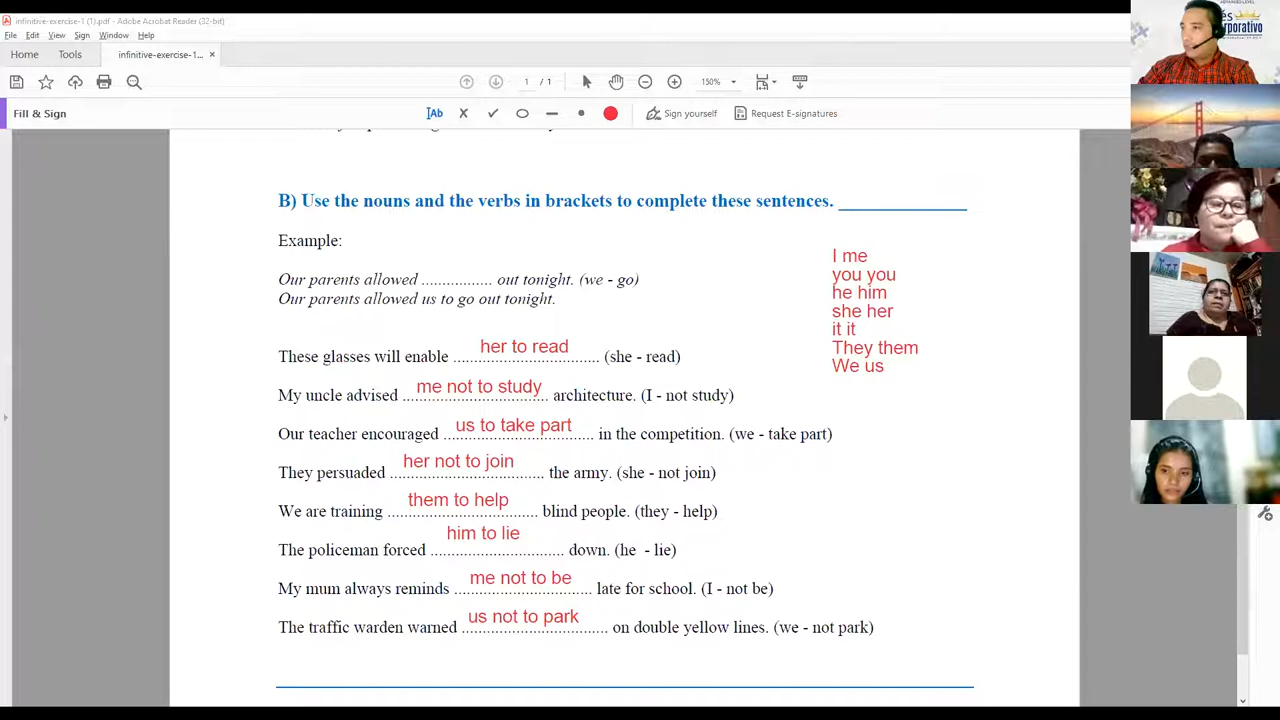 infinitive-exercise-1 (1).pdf - Adobe Acrobat Reader (32-bit)
File Edit View Sign Window Help
Home Tools infinitive-exercise-1... ×
1 / 1 150%
Fill & Sign Ab Sign yourself Request E-signatures
B) Use the nouns and the verbs in brackets to complete these sentences. ______________
Example:
Our parents allowed ................ out tonight. (we - go)
Our parents allowed us to go out tonight.
I me
you you
he him
she her
it it
They them
We us
These glasses will enable her to read (she - read)
My uncle advised me not to study architecture. (I - not study)
Our teacher encouraged us to take part in the competition. (we - take part)
They persuaded her not to join the army. (she - not join)
We are training them to help blind people. (they - help)
The policeman forced him to lie down. (he - lie)
My mum always reminds me not to be late for school. (I - not be)
The traffic warden warned us not to park on double yellow lines. (we - not park)
ADVANCED LEVEL